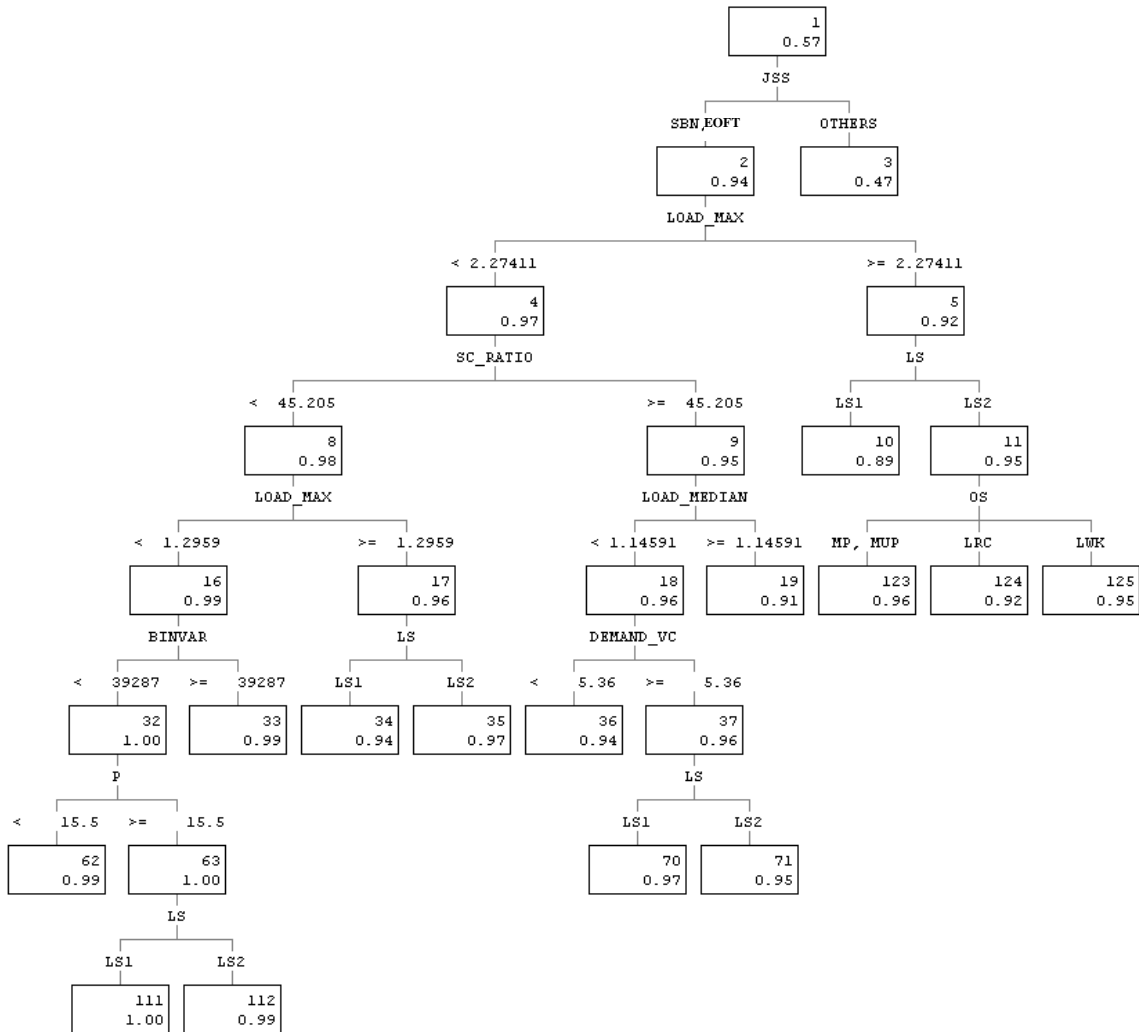 1
0.57
JSS
SBN,EOFT OTHERS
2 3
0.94 0.47
LOAD_MAX
< 2.27411 >= 2.27411
4 5
0.97 0.92
SC_RATIO LS
< 45.205 >= 45.205 LS1 LS2
8 9 10 11
0.98 0.95 0.89 0.95
LOAD_MAX LOAD_MEDIAN OS
< 1.2959 >= 1.2959 < 1.14591 >= 1.14591 MP, MUP LRC LWK
16 17 18 19 123 124 125
0.99 0.96 0.96 0.91 0.96 0.92 0.95
BINVAR LS DEMAND_VC
< 39287 >= 39287 LS1 LS2 < 5.36 >= 5.36
32 33 34 35 36 37
1.00 0.99 0.94 0.97 0.94 0.96
P LS
< 15.5 >= 15.5 LS1 LS2
62 63 70 71
0.99 1.00 0.97 0.95
LS
LS1 LS2
111 112
1.00 0.99